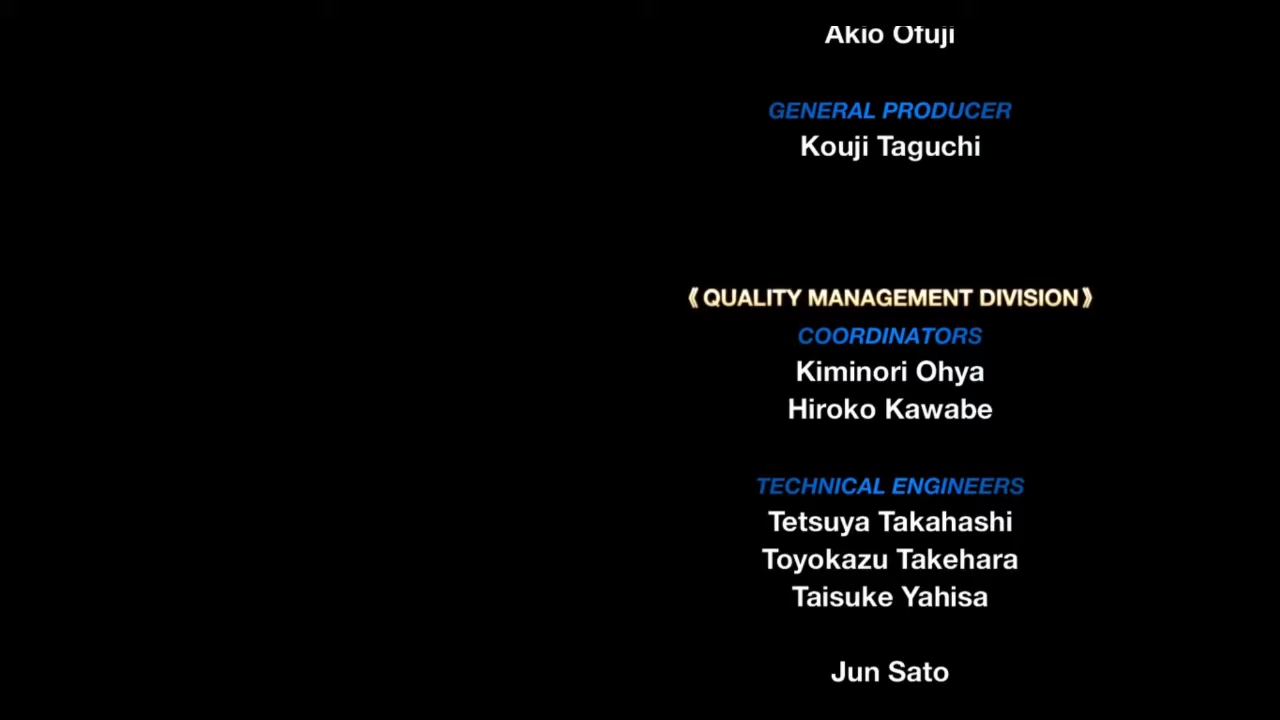 Akio Ofuji
GENERAL PRODUCER
Kouji Taguchi
《QUALITY MANAGEMENT DIVISION》
COORDINATORS
Kiminori Ohya
Hiroko Kawabe
TECHNICAL ENGINEERS
Tetsuya Takahashi
Toyokazu Takehara
Taisuke Yahisa
Jun Sato